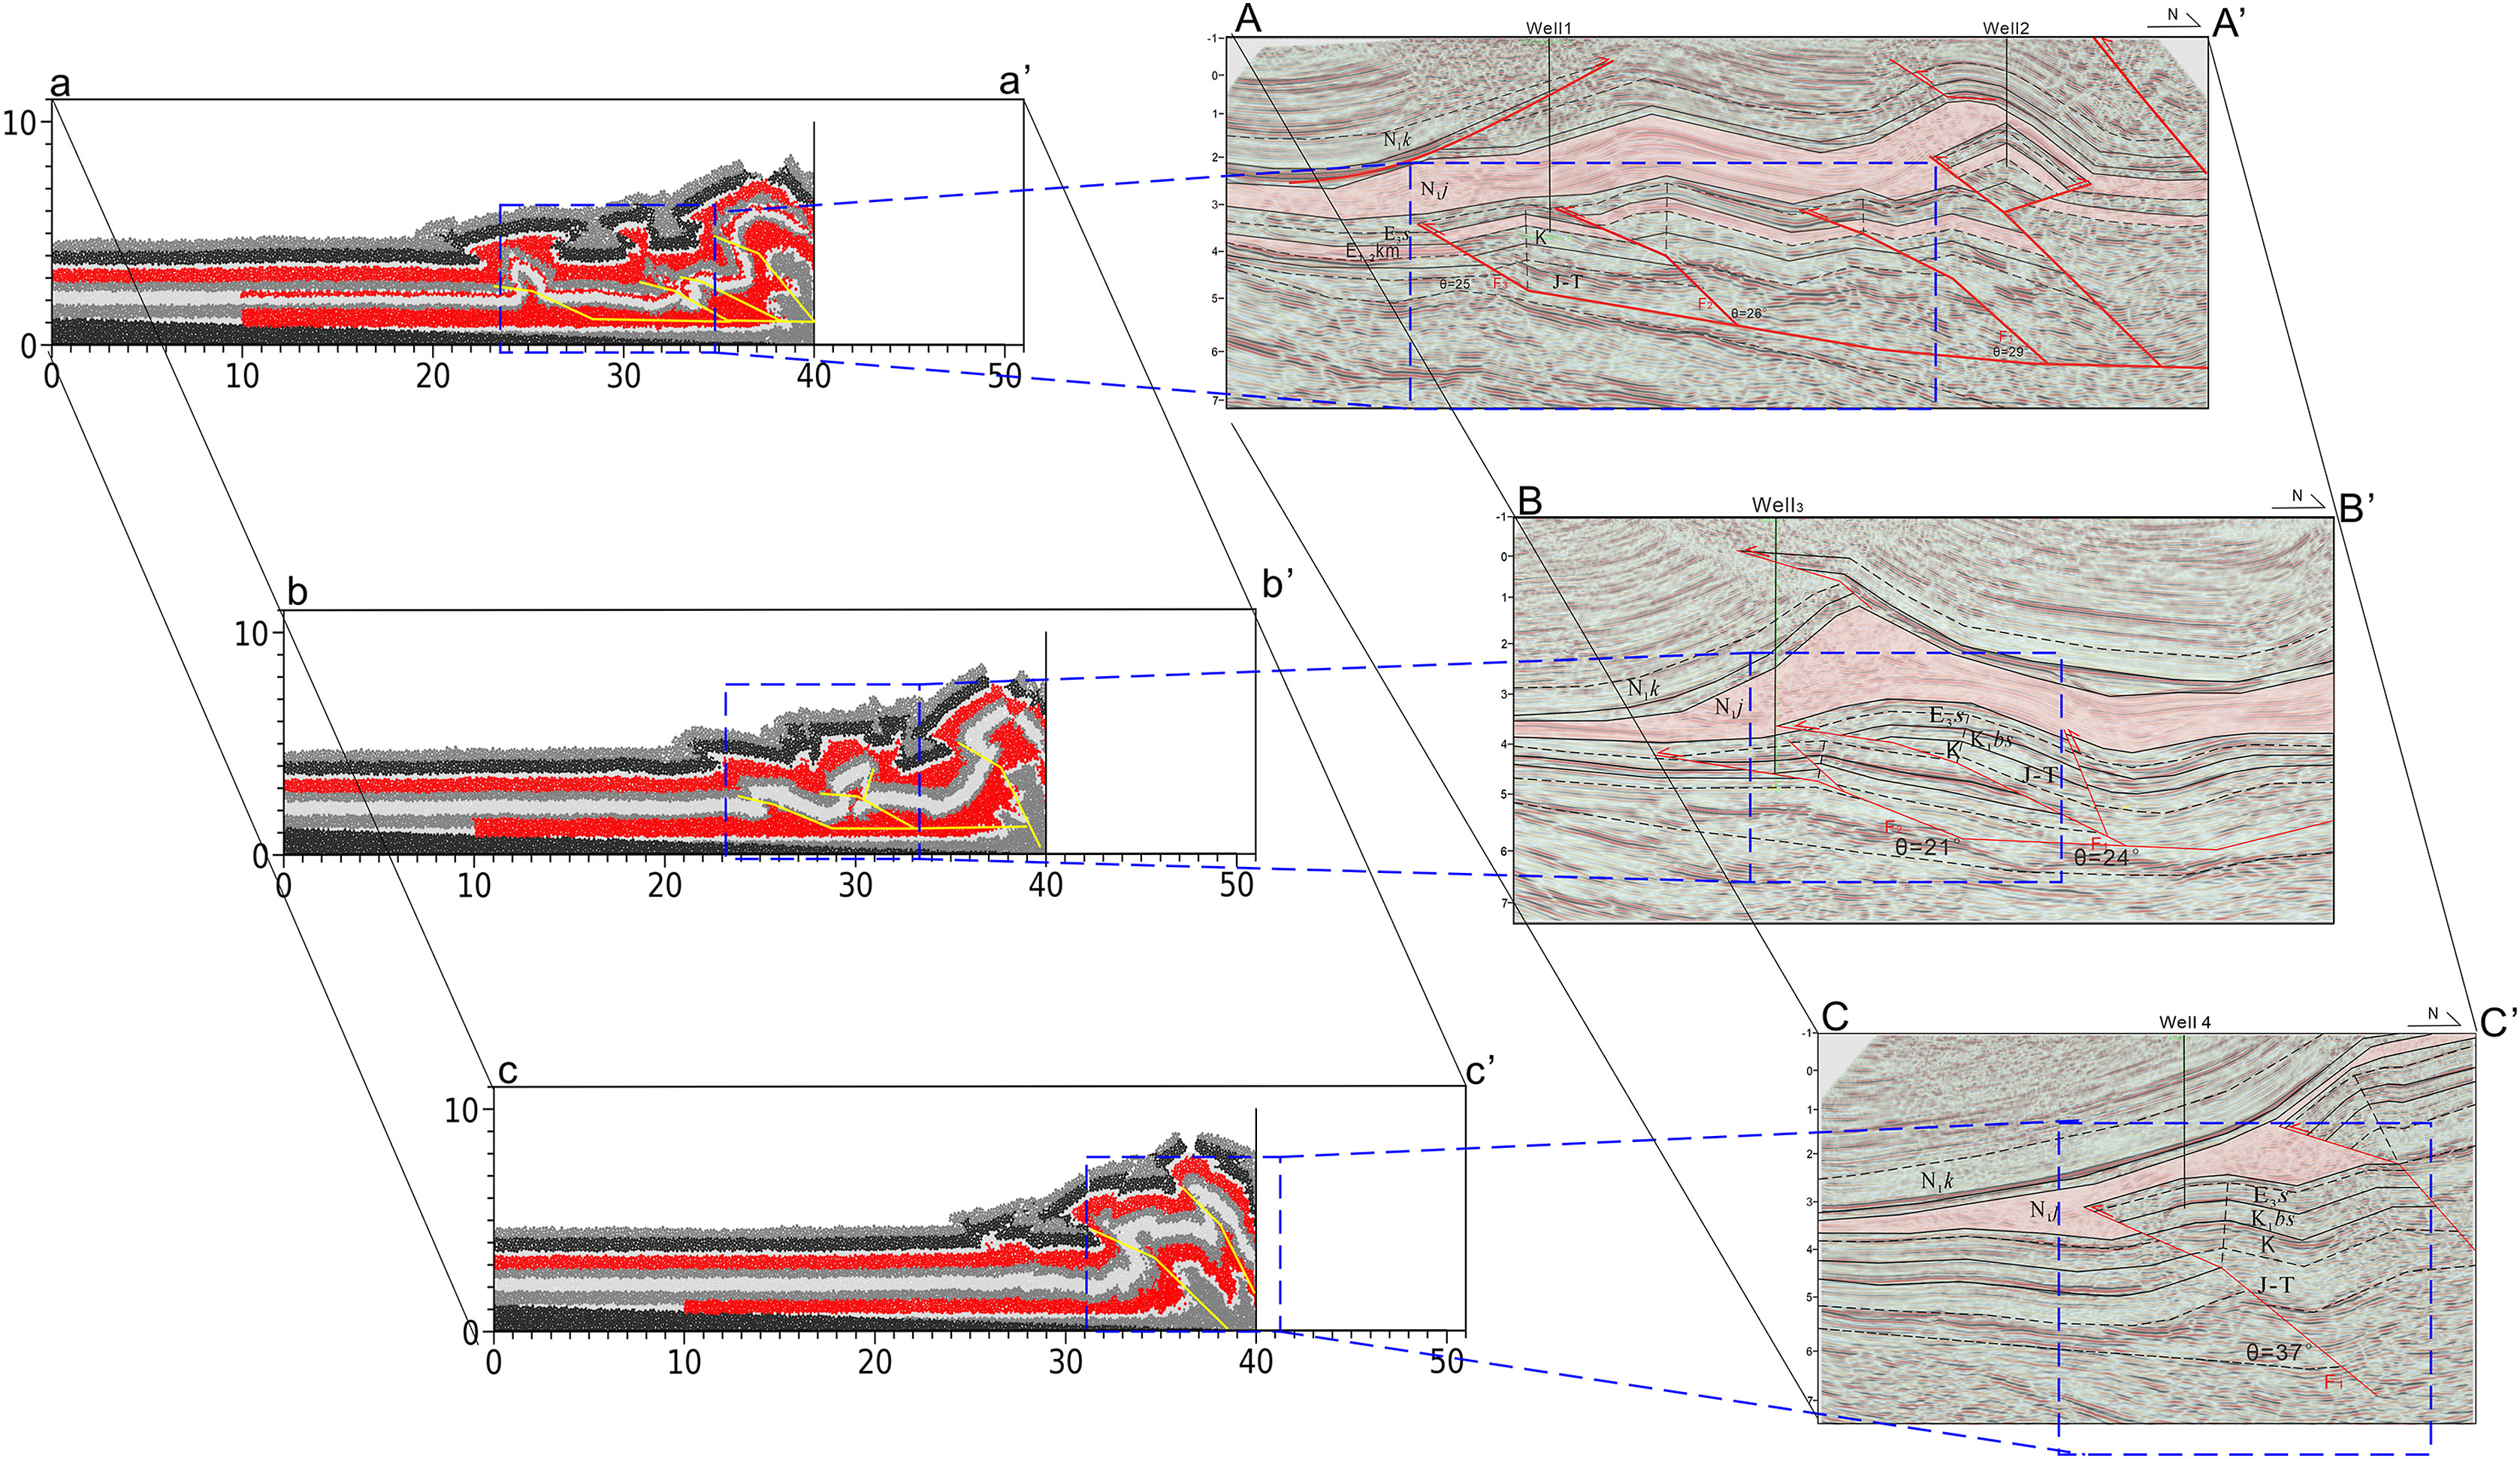 a
a’
10
0
0 10 20 30 40 50
A
Well1
Well2
N
A’
-1
0
1
2
3
4
5
6
7
N₁k
N₁j
E₃s
E₁₋₂km
K
J-T
θ=25°
F₃
F₂
θ=26°
F₁
θ=29
b
b’
10
0
0 10 20 30 40 50
B
Well₃
N
B’
-1
0
1
2
3
4
5
6
7
N₁k
N₁j
E₃s
K₁bs
K
J-T
F₂
θ=21°
F₁
θ=24°
c
c’
10
0
0 10 20 30 40 50
C
Well 4
N
C’
-1
0
1
2
3
4
5
6
7
N₁k
N₁j
E₃s
K₁bs
K
J-T
θ=37°
F₁